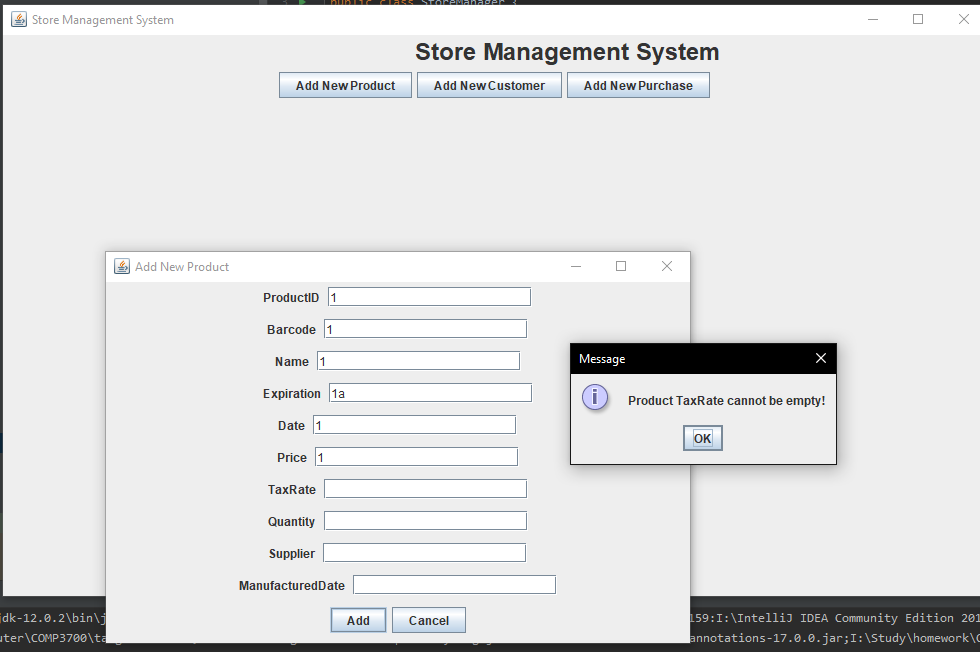 public class StoreManager {
Store Management System
Store Management System
Add New Product Add New Customer Add New Purchase
Add New Product
ProductID 1
Barcode 1
Name 1
Message
Expiration 1a
Product TaxRate cannot be empty!
Date 1
OK
Price 1
TaxRate
Quantity
Supplier
ManufacturedDate
Add Cancel
jdk-12.0.2\bin\j 159:I:\IntelliJ IDEA Community Edition 201
uter\COMP3700\ta annotations-17.0.0.jar;I:\Study\homework\C